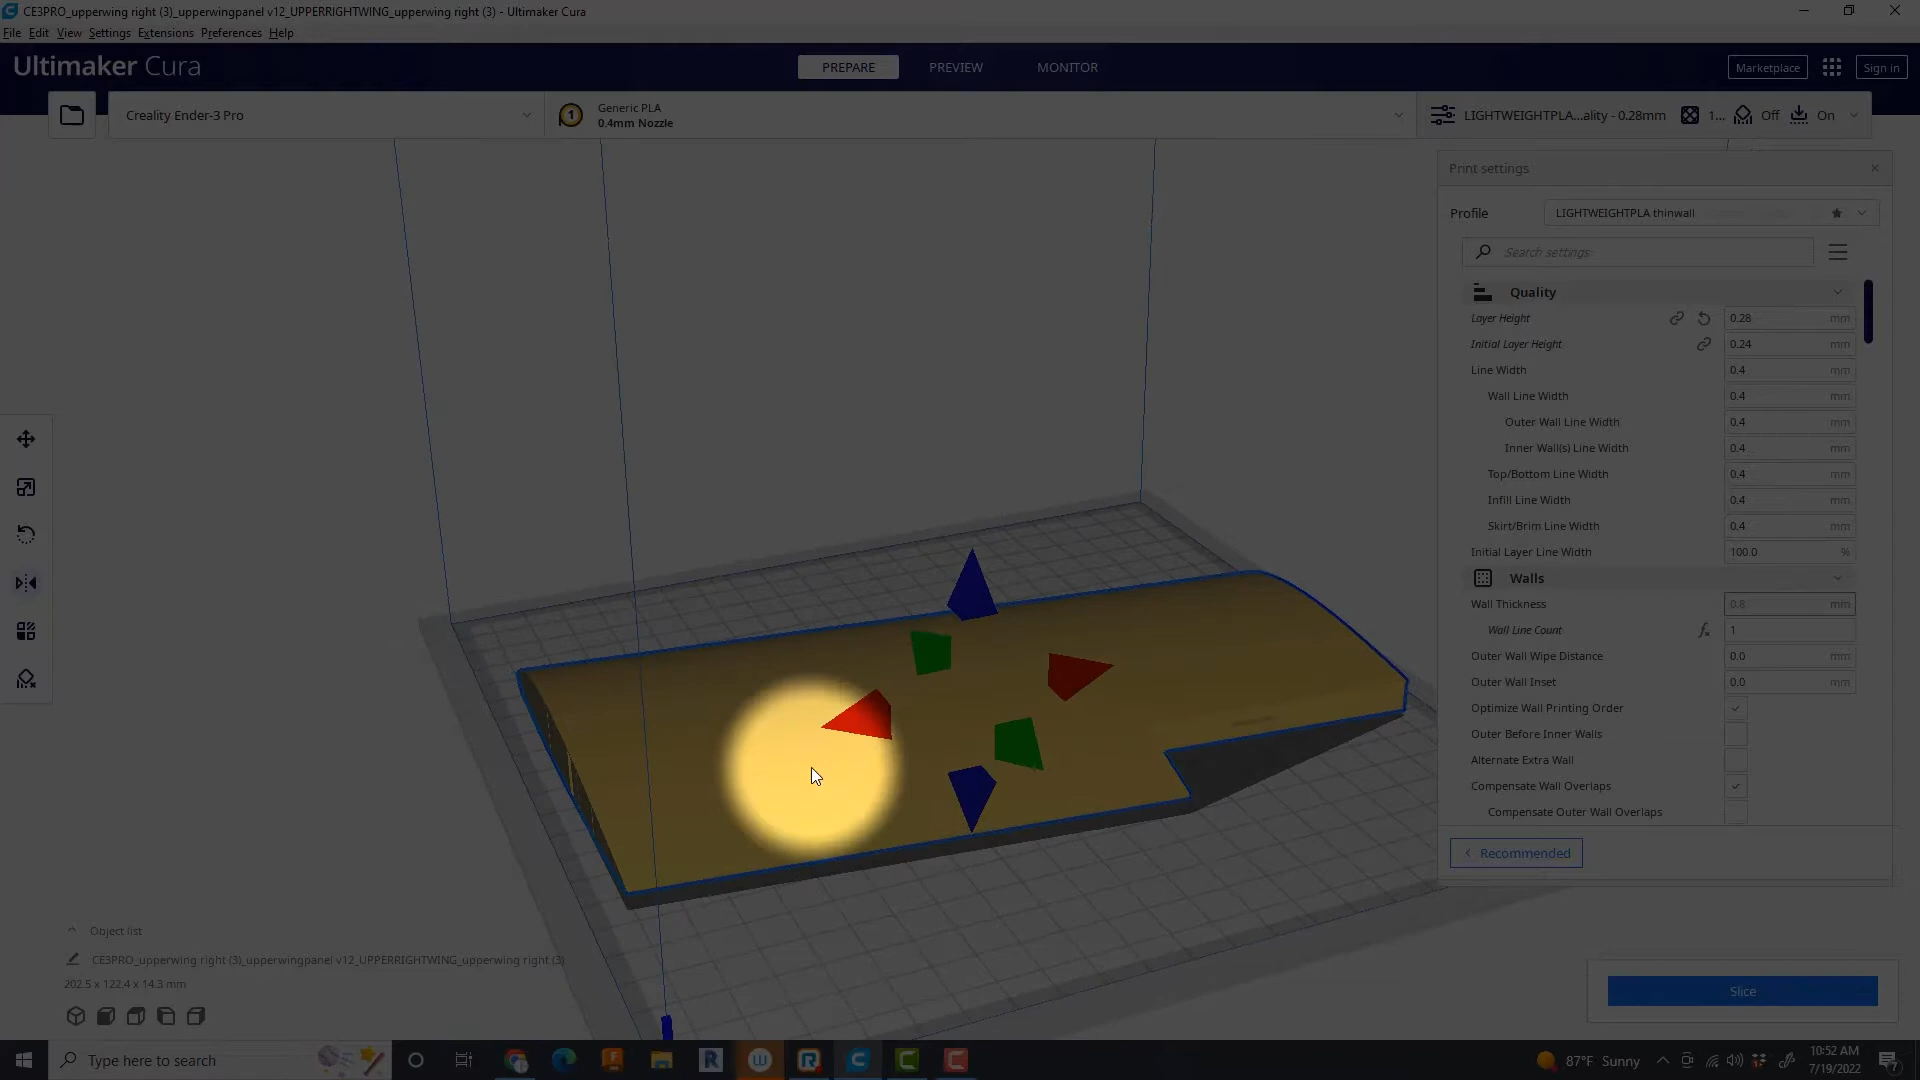 CE3PRO_upperwing right (3)_upperwingpanel v12_UPPERRIGHTWING_upperwing right (3) - Ultimaker Cura
File Edit View Settings Extensions Preferences Help
Ultimaker Cura
PREPARE
PREVIEW
MONITOR
Marketplace
Sign in
Creality Ender-3 Pro
1
Generic PLA
0.4mm Nozzle
LIGHTWEIGHTPLA...ality - 0.28mm
1...
Off
On
Print settings
Profile
LIGHTWEIGHTPLA thinwall
Search settings
Quality
Layer Height 0.28 mm
Initial Layer Height 0.24 mm
Line Width 0.4 mm
Wall Line Width 0.4 mm
Outer Wall Line Width 0.4 mm
Inner Wall(s) Line Width 0.4 mm
Top/Bottom Line Width 0.4 mm
Infill Line Width 0.4 mm
Skirt/Brim Line Width 0.4 mm
Initial Layer Line Width 100.0 %
Walls
Wall Thickness 0.8 mm
Wall Line Count 1
Outer Wall Wipe Distance 0.0 mm
Outer Wall Inset 0.0 mm
Optimize Wall Printing Order
Outer Before Inner Walls
Alternate Extra Wall
Compensate Wall Overlaps
Compensate Outer Wall Overlaps
Recommended
Object list
CE3PRO_upperwing right (3)_upperwingpanel v12_UPPERRIGHTWING_upperwing right (3)
202.5 x 122.4 x 14.3 mm
Slice
Type here to search
87°F Sunny
10:52 AM
7/19/2022